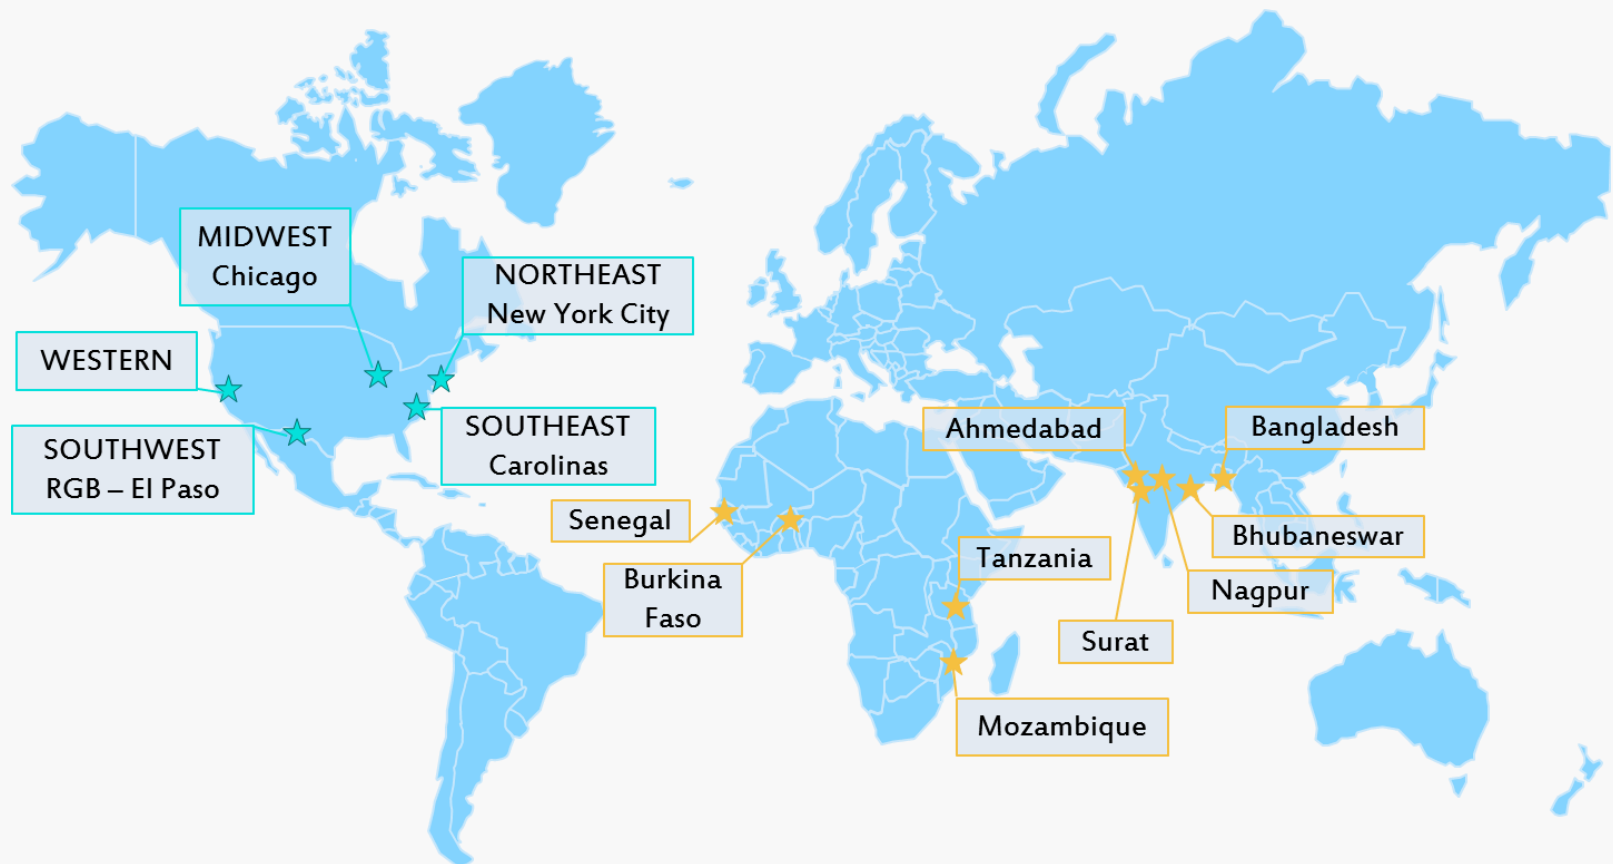 MIDWEST
Chicago
NORTHEAST
New York City
WESTERN
SOUTHWEST
RGB – El Paso
SOUTHEAST
Carolinas
Ahmedabad
Bangladesh
Senegal
Bhubaneswar
Tanzania
Burkina
Faso
Nagpur
Surat
Mozambique